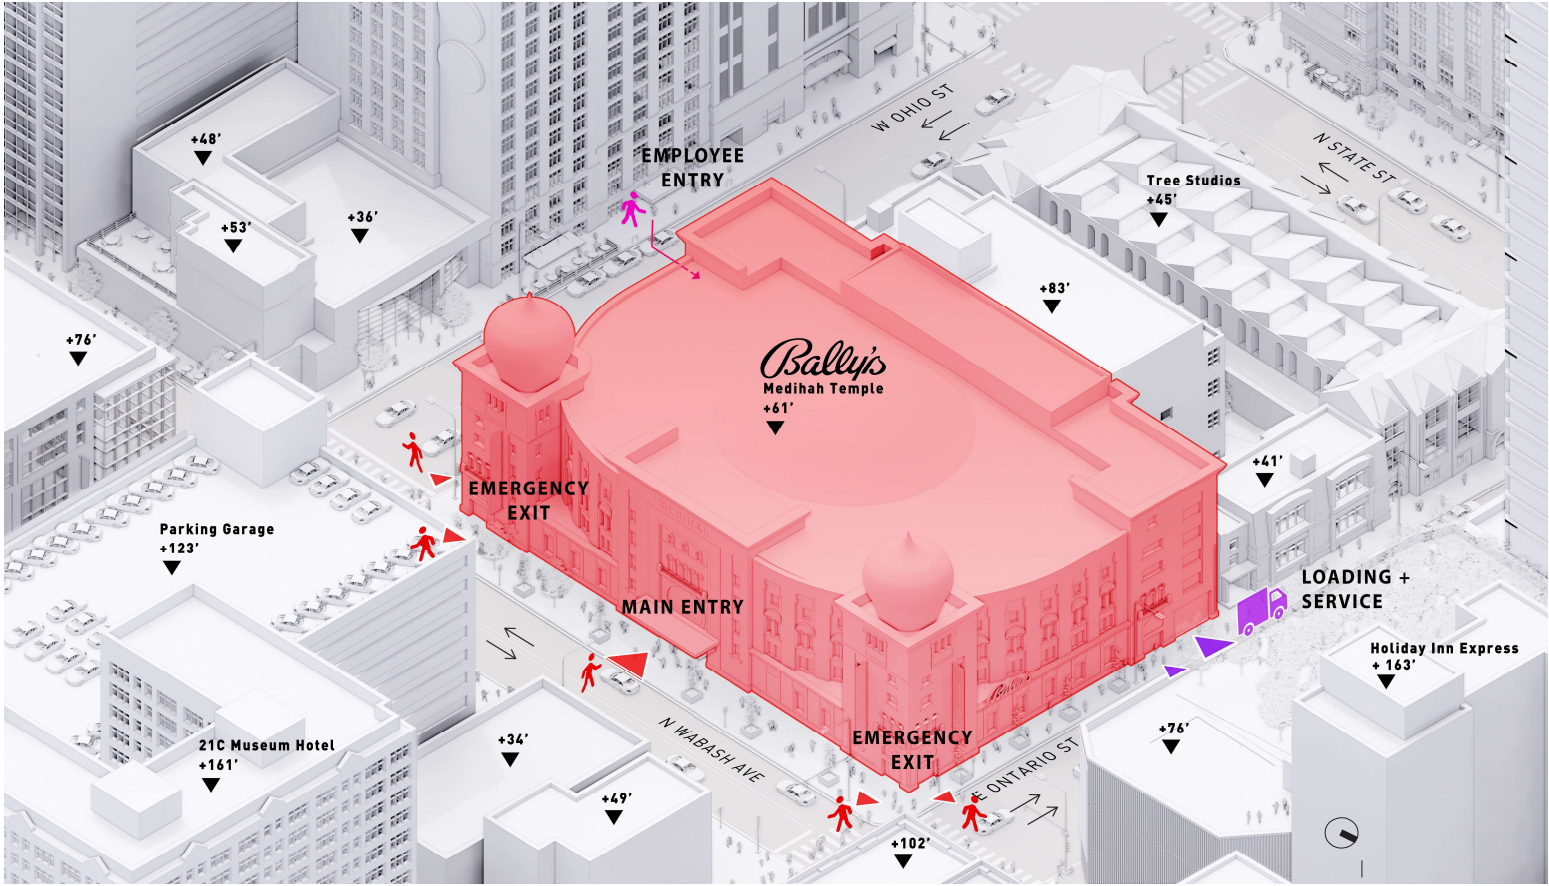 W OHIO ST
N STATE ST
+48'
EMPLOYEE
ENTRY
Tree Studios
+45'
+53'
+36'
+83'
+76'
Bally's
Medihah Temple
+61'
+41'
EMERGENCY
EXIT
Parking Garage
+123'
MAIN ENTRY
LOADING +
SERVICE
Holiday Inn Express
+ 163'
Bally's
21C Museum Hotel
+161'
+34'
N WABASH AVE
EMERGENCY
EXIT
E ONTARIO ST
+76'
+49'
+102'